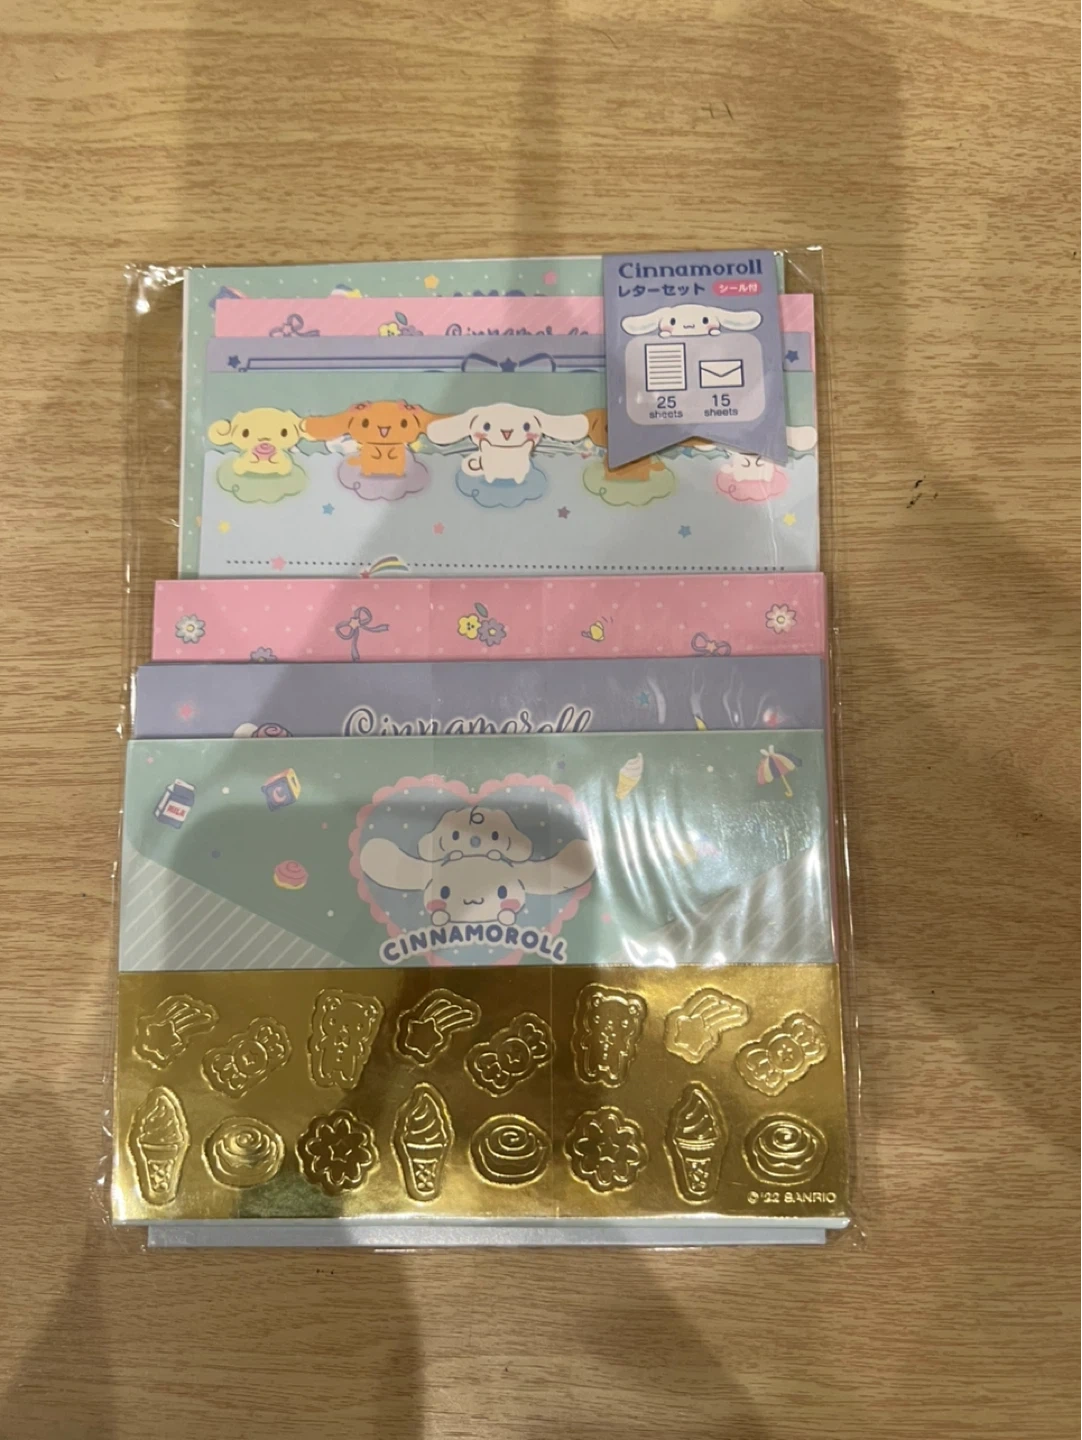 Cinnamoroll
レターセット シール付
25
sheets
15
sheets
Cinnamoroll
MILK
C
CINNAMOROLL
© '22 SANRIO